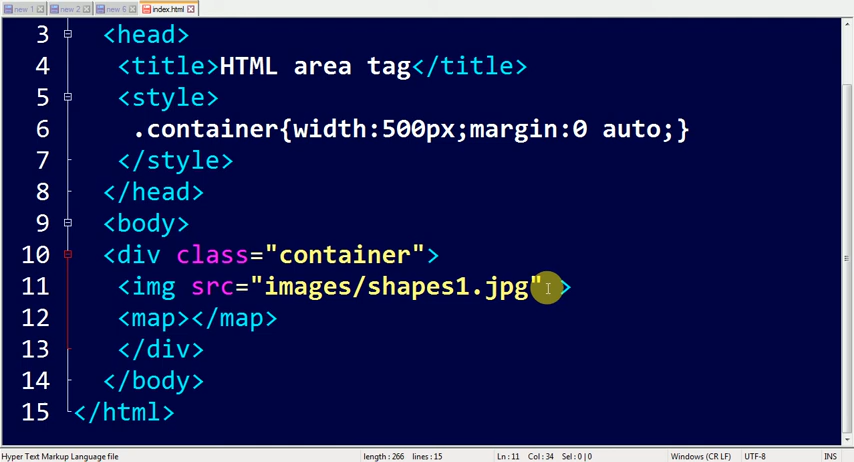 new 1 new 2 new 6 index.html
3 <head>
4 <title>HTML area tag</title>
5 <style>
6 .container{width:500px;margin:0 auto;}
7 </style>
8 </head>
9 <body>
10 <div class="container">
11 <img src="images/shapes1.jpg" >
12 <map></map>
13 </div>
14 </body>
15 </html>
Hyper Text Markup Language file length : 266 lines : 15 Ln : 11 Col : 34 Sel : 0 | 0 Windows (CR LF) UTF-8 INS